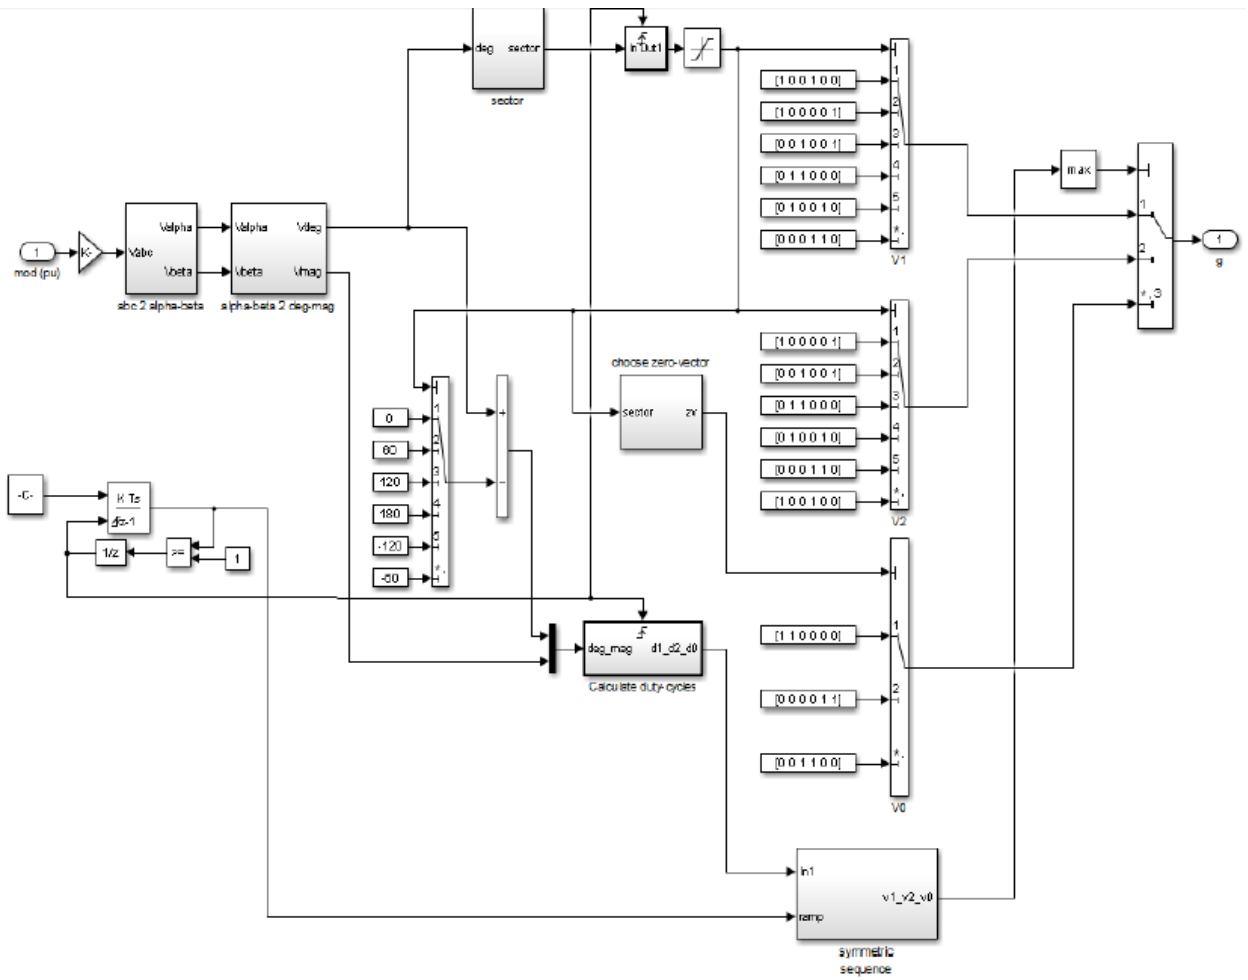 deg sector
sector
In Out1
[1 0 0 1 0 0]
[1 0 0 0 0 1]
[0 0 1 0 0 1]
[0 1 1 0 0 0]
[0 1 0 0 1 0]
[0 0 0 1 1 0]
1
2
3
4
5
*,
V1
max
1
2
*, 3
1
g
1
mod (pu)
K-
Vabc
Valpha
Vbeta
abc 2 alpha-beta
Valpha
Vbeta
Vdeg
Vmag
alpha-beta 2 deg-mag
choose zero-vector
sector zv
[1 0 0 0 0 1]
[0 0 1 0 0 1]
[0 1 1 0 0 0]
[0 1 0 0 1 0]
[0 0 0 1 1 0]
[1 0 0 1 0 0]
1
2
3
4
5
*,
V2
0
60
120
180
-120
-60
1
2
3
4
5
*,
+
-
-C-
K Ts
z-1
1/z
>=
1
deg_mag d1_d2_d0
Calculate duty-cycles
[1 1 0 0 0 0]
[0 0 0 0 1 1]
[0 0 1 1 0 0]
1
2
*,
V0
In1
ramp
v1_v2_v0
symmetric
sequence